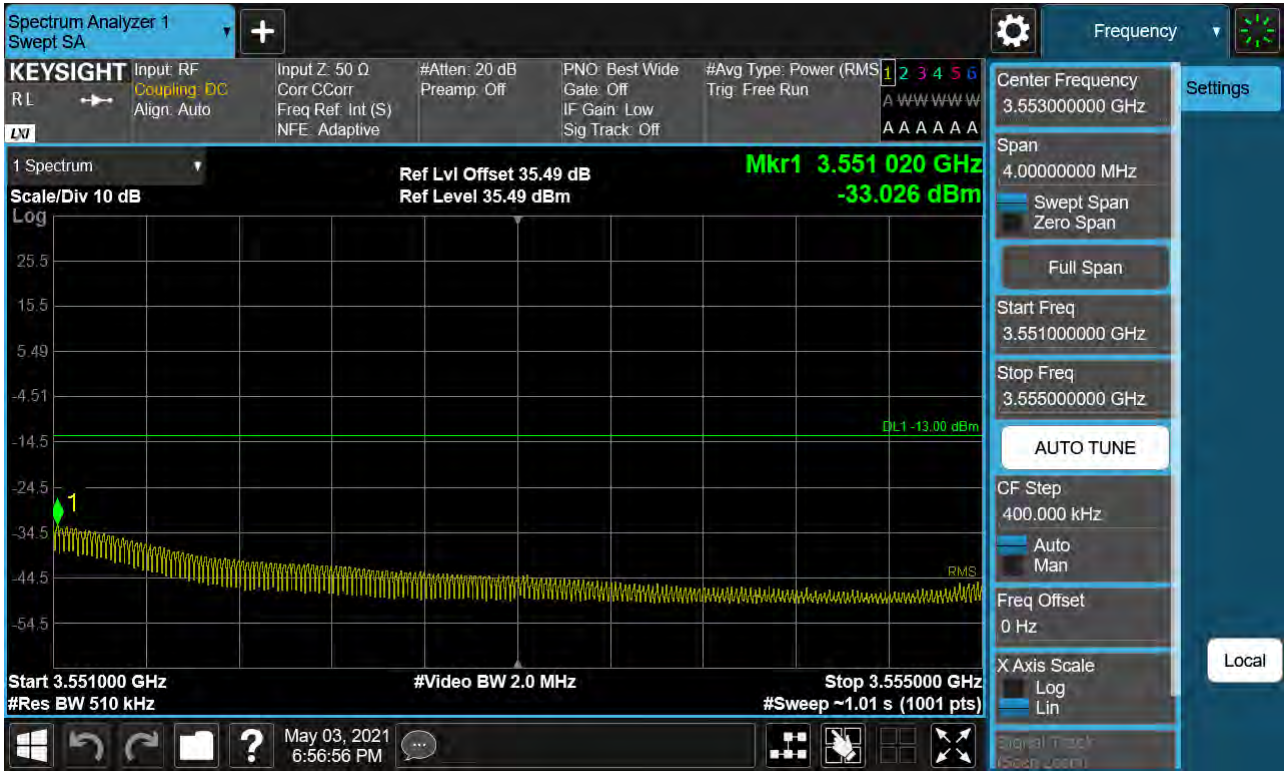 Spectrum Analyzer 1
Swept SA
+
Frequency
KEYSIGHT
RL
LXI
Input: RF
Coupling: DC
Align: Auto
Input Z: 50 Ω
Corr CCorr
Freq Ref: Int (S)
NFE: Adaptive
#Atten: 20 dB
Preamp: Off
PNO: Best Wide
Gate: Off
IF Gain: Low
Sig Track: Off
#Avg Type: Power (RMS
Trig: Free Run
1 2 3 4 5 6
A W W W W W
A A A A A A
1 Spectrum
Scale/Div 10 dB
Ref Lvl Offset 35.49 dB
Ref Level 35.49 dBm
Mkr1 3.551 020 GHz
-33.026 dBm
Log
25.5
15.5
5.49
-4.51
DL1 -13.00 dBm
-14.5
-24.5
1
-34.5
RMS
-44.5
-54.5
Start 3.551000 GHz
#Video BW 2.0 MHz
Stop 3.555000 GHz
#Res BW 510 kHz
#Sweep ~1.01 s (1001 pts)
Center Frequency
3.553000000 GHz
Settings
Span
4.00000000 MHz
Swept Span
Zero Span
Full Span
Start Freq
3.551000000 GHz
Stop Freq
3.555000000 GHz
AUTO TUNE
CF Step
400.000 kHz
Auto
Man
Freq Offset
0 Hz
X Axis Scale
Log
Lin
Local
Signal Track
(Span Zoom)
?
May 03, 2021
6:56:56 PM